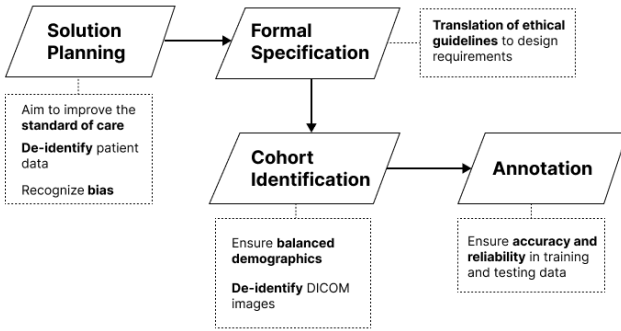 Solution
Planning
Formal
Specification
Translation of ethical
guidelines to design
requirements
Aim to improve the
standard of care
De-identify patient
data
Recognize bias
Cohort
Identification
Annotation
Ensure balanced
demographics
De-identify DICOM
images
Ensure accuracy and
reliability in training
and testing data